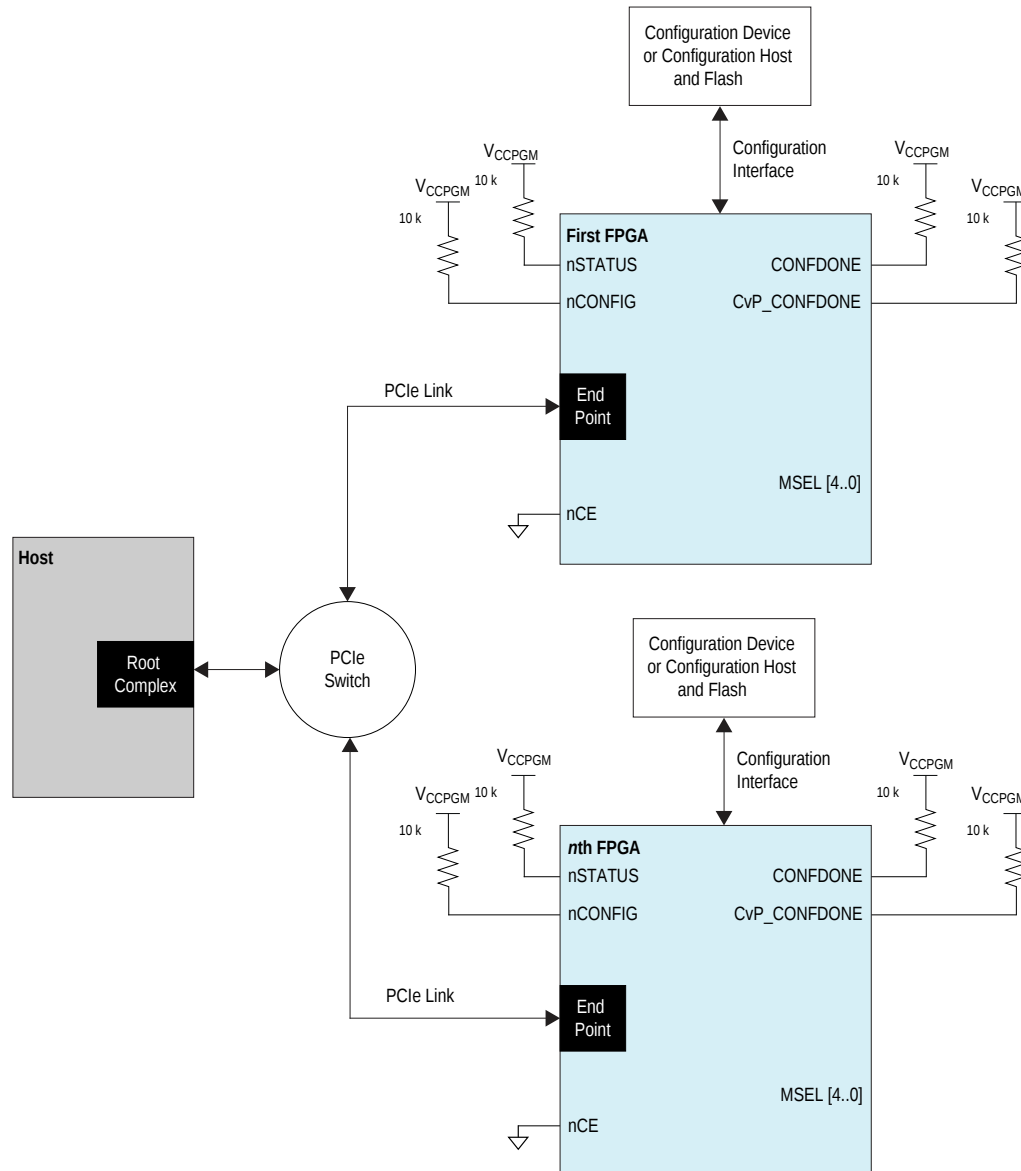 Configuration Device
or Configuration Host
and Flash
Configuration
Interface
VCCPGM
10 k
VCCPGM
10 k
VCCPGM
10 k
VCCPGM
10 k
First FPGA
nSTATUS
CONFDONE
nCONFIG
CvP_CONFDONE
PCIe Link
End
Point
MSEL [4..0]
nCE
Host
Root
Complex
PCIe
Switch
Configuration Device
or Configuration Host
and Flash
Configuration
Interface
VCCPGM
10 k
VCCPGM
10 k
VCCPGM
10 k
VCCPGM
10 k
nth FPGA
nSTATUS
CONFDONE
nCONFIG
CvP_CONFDONE
PCIe Link
End
Point
MSEL [4..0]
nCE